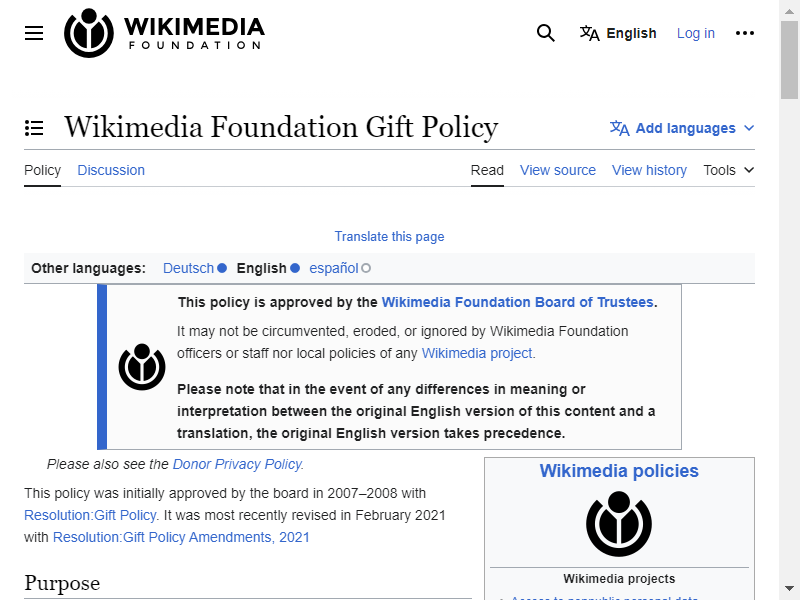 WIKIMEDIA
FOUNDATION
English
Log in
Wikimedia Foundation Gift Policy
Add languages
Policy
Discussion
Read
View source
View history
Tools
Translate this page
Other languages:
Deutsch
English
español
This policy is approved by the Wikimedia Foundation Board of Trustees.
It may not be circumvented, eroded, or ignored by Wikimedia Foundation
officers or staff nor local policies of any Wikimedia project.
Please note that in the event of any differences in meaning or
interpretation between the original English version of this content and a
translation, the original English version takes precedence.
Please also see the Donor Privacy Policy.
This policy was initially approved by the board in 2007–2008 with
Resolution:Gift Policy. It was most recently revised in February 2021
with Resolution:Gift Policy Amendments, 2021
Purpose
Wikimedia policies
Wikimedia projects
Access to nonpublic personal data